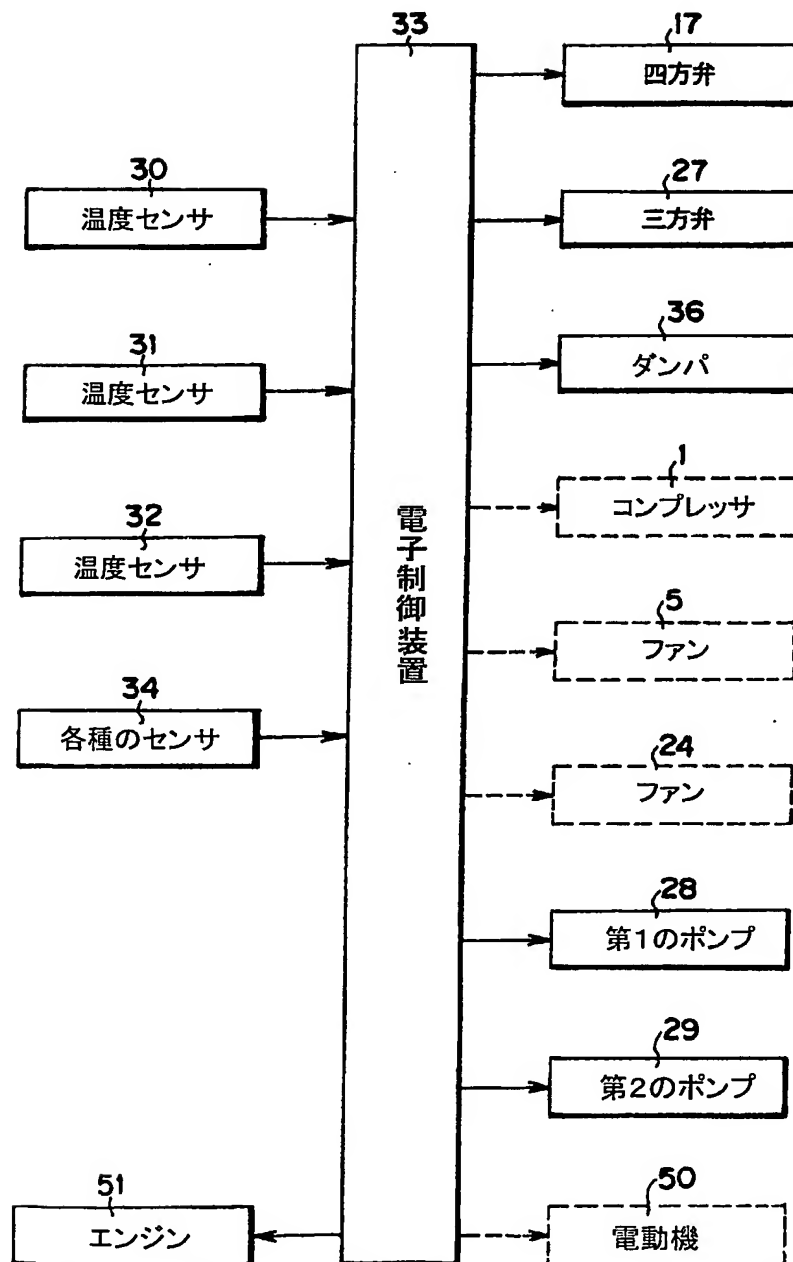 33
電子制御装置
30
温度センサ
31
温度センサ
32
温度センサ
34
各種のセンサ
51
エンジン
17
四方弁
27
三方弁
36
ダンパ
1
コンプレッサ
5
ファン
24
ファン
28
第1のポンプ
29
第2のポンプ
50
電動機